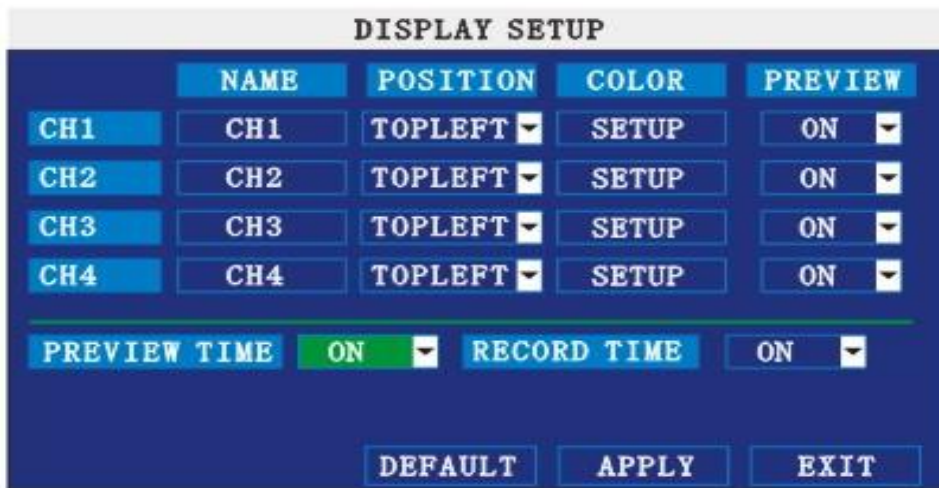 DISPLAY SETUP
NAME POSITION COLOR PREVIEW
CH1 CH1 TOPLEFT SETUP ON
CH2 CH2 TOPLEFT SETUP ON
CH3 CH3 TOPLEFT SETUP ON
CH4 CH4 TOPLEFT SETUP ON
PREVIEW TIME ON RECORD TIME ON
DEFAULT APPLY EXIT